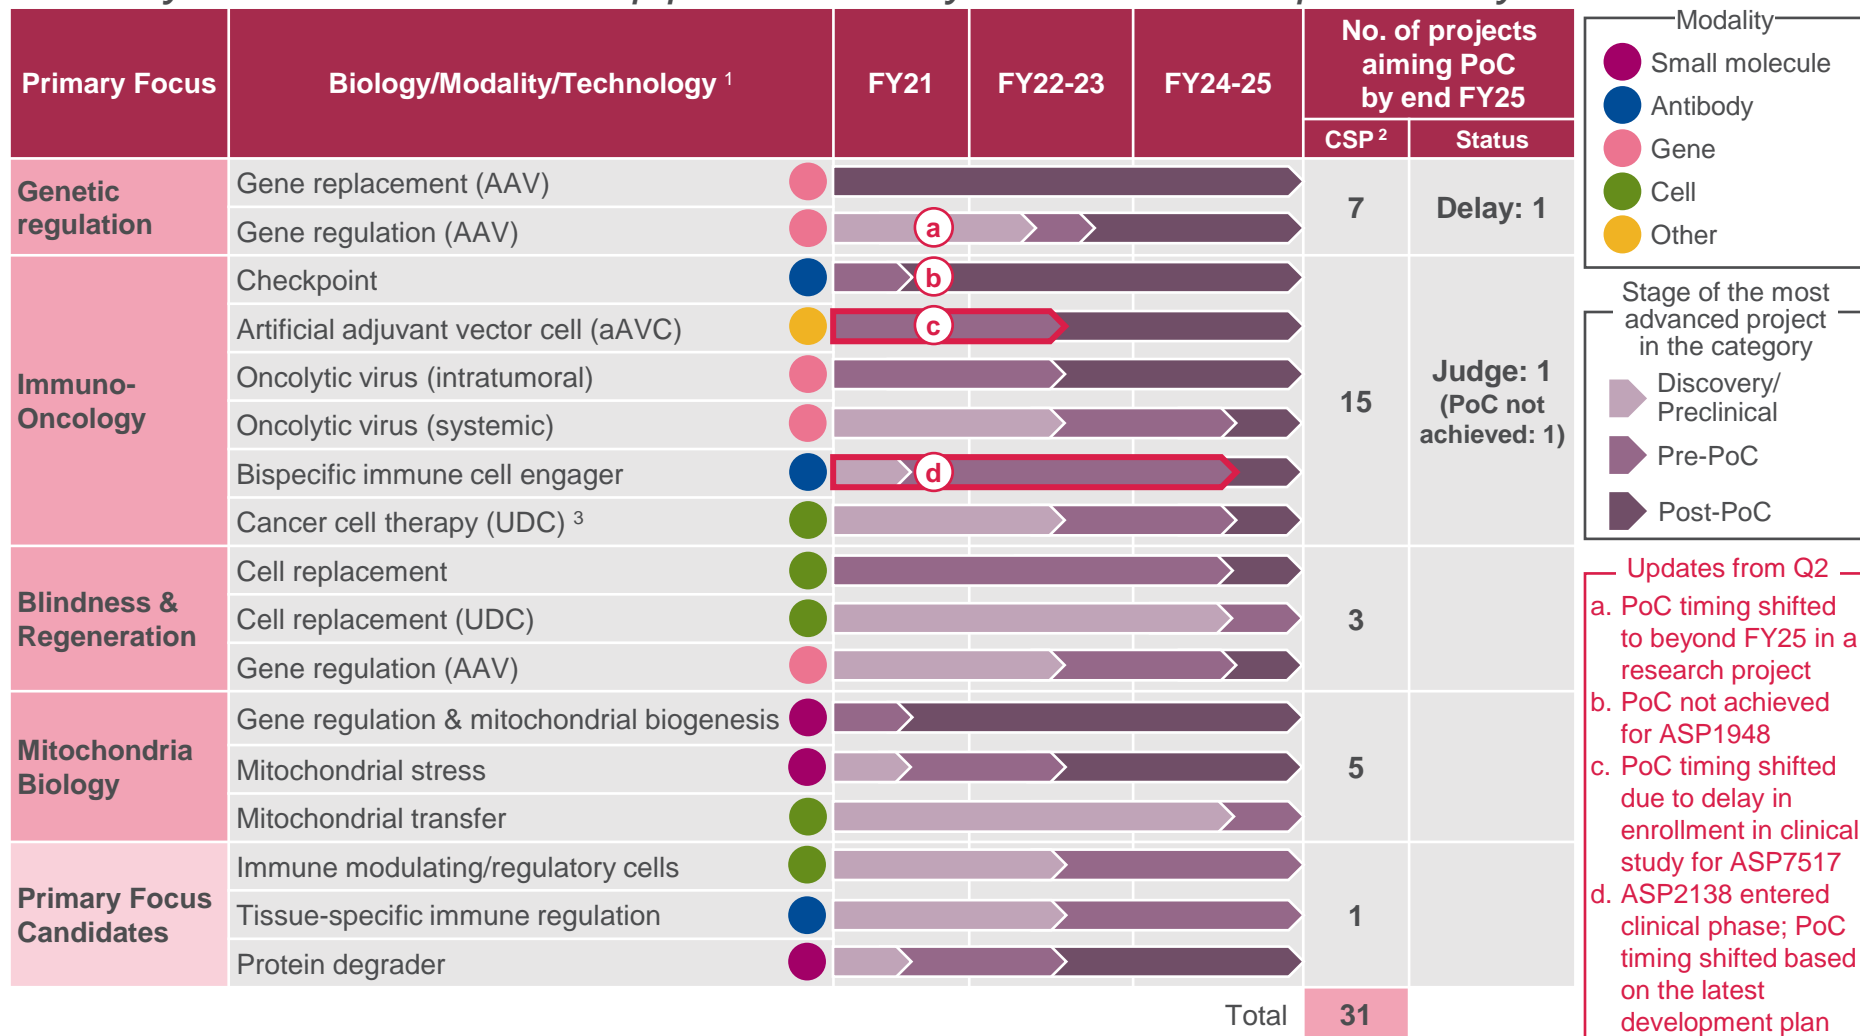 Primary Focus
Biology/Modality/Technology 1
FY21
FY22-23
FY24-25
No. of projects
aiming PoC
by end FY25
CSP 2
Status
Genetic
regulation
Gene replacement (AAV)
Gene regulation (AAV)
a
7
Delay: 1
Immuno-
Oncology
Checkpoint
b
Artificial adjuvant vector cell (aAVC)
c
Oncolytic virus (intratumoral)
Oncolytic virus (systemic)
Bispecific immune cell engager
d
Cancer cell therapy (UDC) 3
15
Judge: 1
(PoC not
achieved: 1)
Blindness &
Regeneration
Cell replacement
Cell replacement (UDC)
Gene regulation (AAV)
3
Mitochondria
Biology
Gene regulation & mitochondrial biogenesis
Mitochondrial stress
Mitochondrial transfer
5
Primary Focus
Candidates
Immune modulating/regulatory cells
Tissue-specific immune regulation
Protein degrader
1
Total
31
Modality
Small molecule
Antibody
Gene
Cell
Other
Stage of the most
advanced project
in the category
Discovery/
Preclinical
Pre-PoC
Post-PoC
Updates from Q2
a. PoC timing shifted
to beyond FY25 in a
research project
b. PoC not achieved
for ASP1948
c. PoC timing shifted
due to delay in
enrollment in clinical
study for ASP7517
d. ASP2138 entered
clinical phase; PoC
timing shifted based
on the latest
development plan